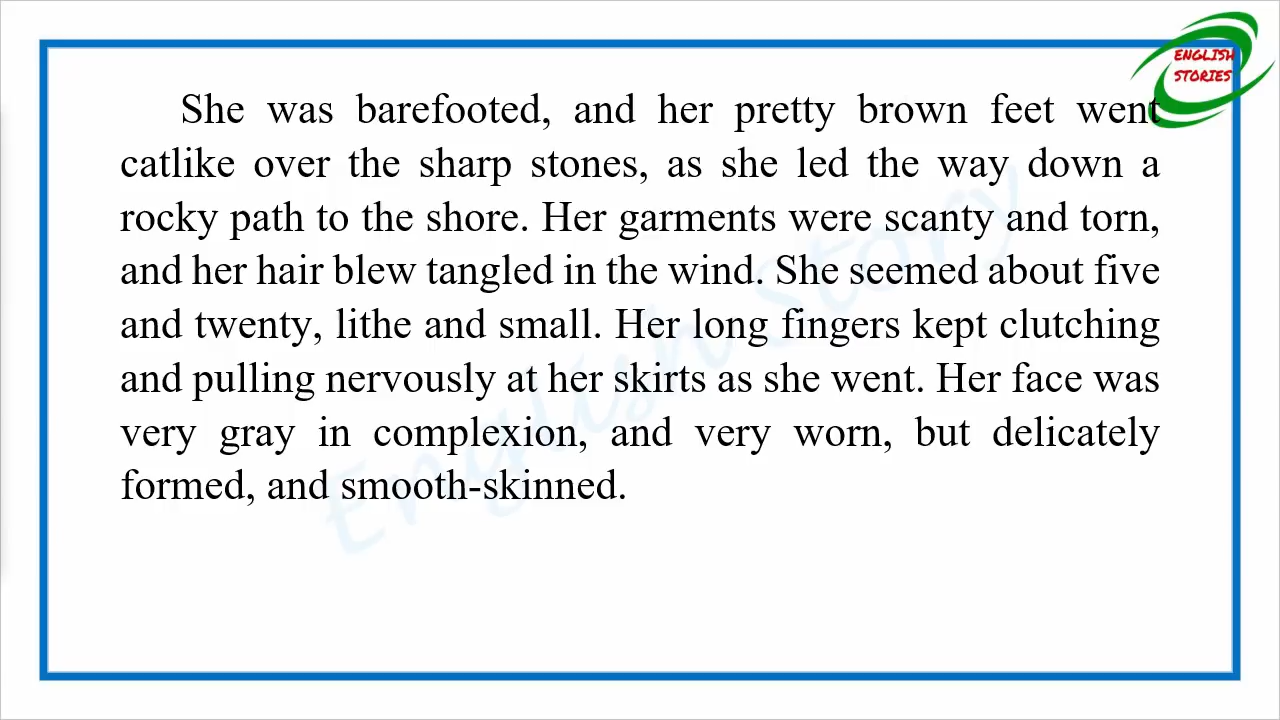 ENGLISH
STORIES
She was barefooted, and her pretty brown feet went
catlike over the sharp stones, as she led the way down a
rocky path to the shore. Her garments were scanty and torn,
and her hair blew tangled in the wind. She seemed about five
and twenty, lithe and small. Her long fingers kept clutching
and pulling nervously at her skirts as she went. Her face was
very gray in complexion, and very worn, but delicately
formed, and smooth-skinned.
English Story